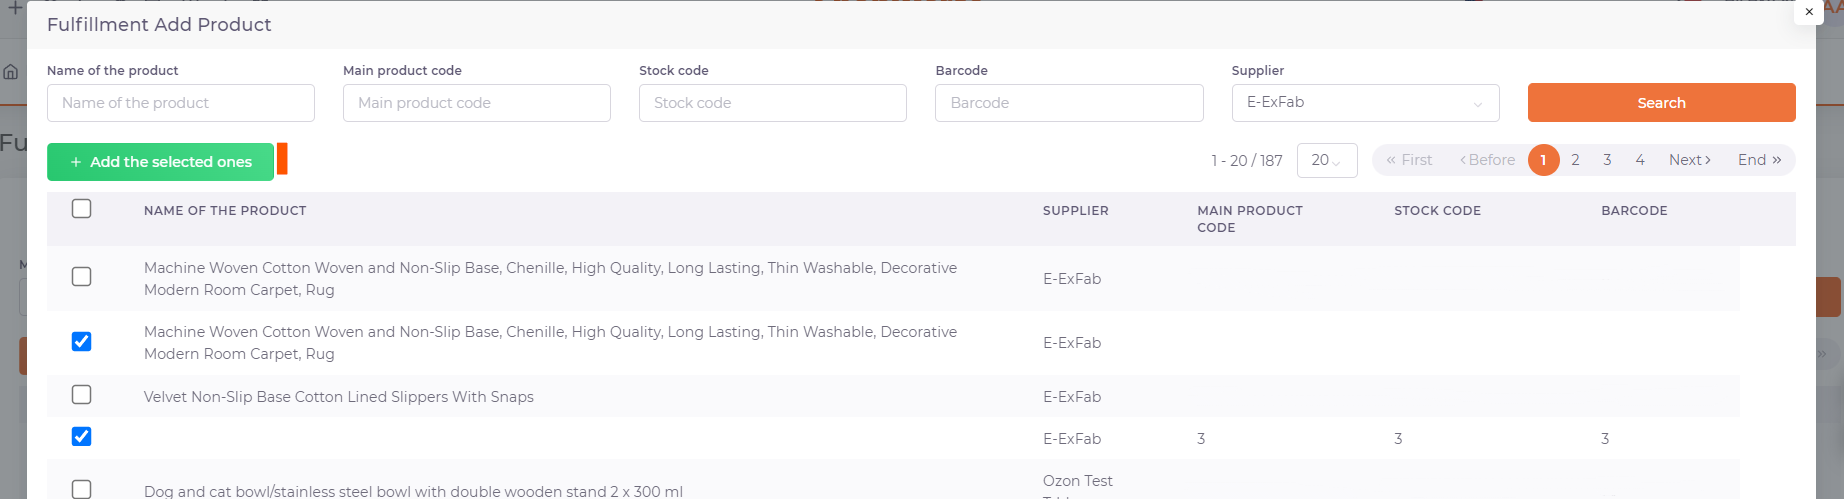 Fulfillment Add Product
×
Name of the product
Main product code
Stock code
Barcode
Supplier
Name of the product
Main product code
Stock code
Barcode
E-ExFab
Search
+ Add the selected ones
1 - 20 / 187
20
« First
‹ Before
1
2
3
4
Next ›
End »
NAME OF THE PRODUCT
SUPPLIER
MAIN PRODUCT
CODE
STOCK CODE
BARCODE
Machine Woven Cotton Woven and Non-Slip Base, Chenille, High Quality, Long Lasting, Thin Washable, Decorative
Modern Room Carpet, Rug
E-ExFab
Machine Woven Cotton Woven and Non-Slip Base, Chenille, High Quality, Long Lasting, Thin Washable, Decorative
Modern Room Carpet, Rug
E-ExFab
Velvet Non-Slip Base Cotton Lined Slippers With Snaps
E-ExFab
E-ExFab
3
3
3
Dog and cat bowl/stainless steel bowl with double wooden stand 2 x 300 ml
Ozon Test